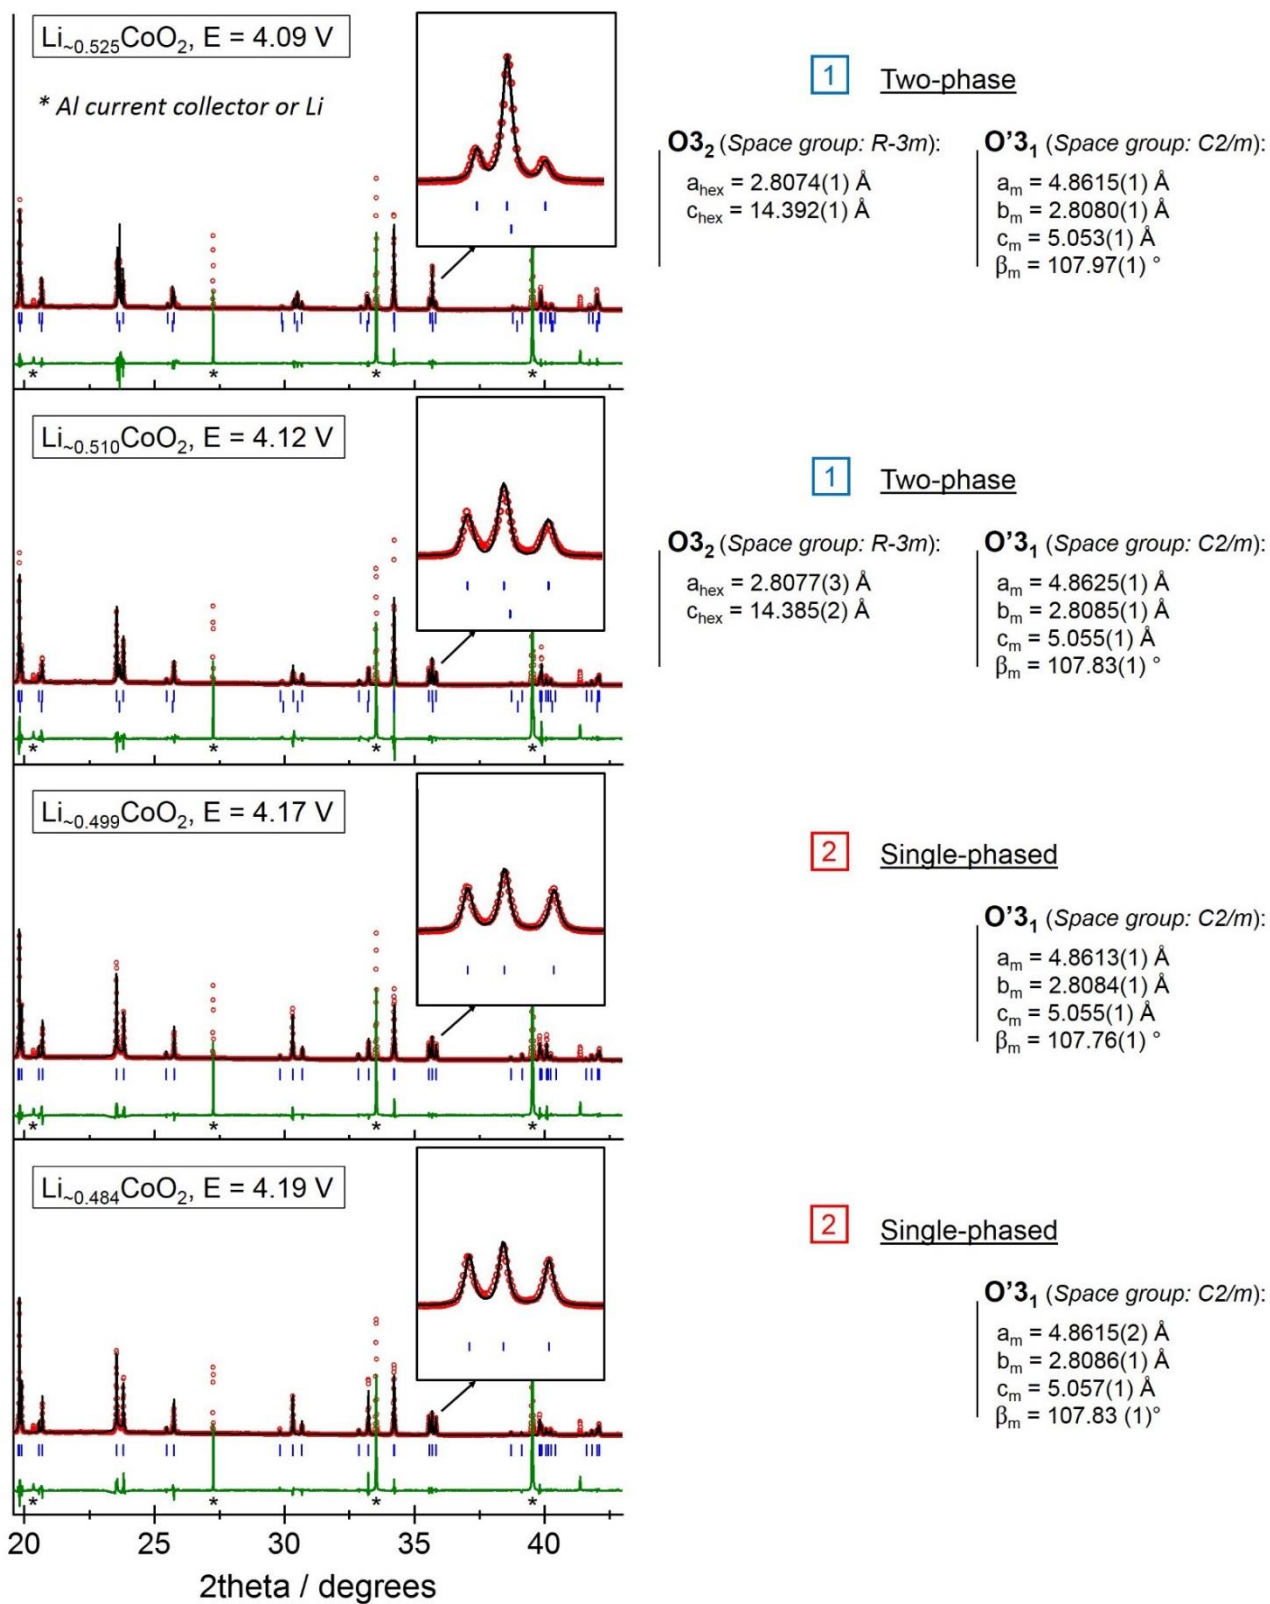 Li~0.525CoO2, E = 4.09 V
* Al current collector or Li
1 Two-phase
O32 (Space group: R-3m):
ahex = 2.8074(1) Å
chex = 14.392(1) Å
O'31 (Space group: C2/m):
am = 4.8615(1) Å
bm = 2.8080(1) Å
cm = 5.053(1) Å
βm = 107.97(1) °
* * * *
Li~0.510CoO2, E = 4.12 V
1 Two-phase
O32 (Space group: R-3m):
ahex = 2.8077(3) Å
chex = 14.385(2) Å
O'31 (Space group: C2/m):
am = 4.8625(1) Å
bm = 2.8085(1) Å
cm = 5.055(1) Å
βm = 107.83(1) °
* * * *
Li~0.499CoO2, E = 4.17 V
2 Single-phased
O'31 (Space group: C2/m):
am = 4.8613(1) Å
bm = 2.8084(1) Å
cm = 5.055(1) Å
βm = 107.76(1) °
* * * *
Li~0.484CoO2, E = 4.19 V
2 Single-phased
O'31 (Space group: C2/m):
am = 4.8615(2) Å
bm = 2.8086(1) Å
cm = 5.057(1) Å
βm = 107.83 (1)°
* * * *
20 25 30 35 40
2theta / degrees